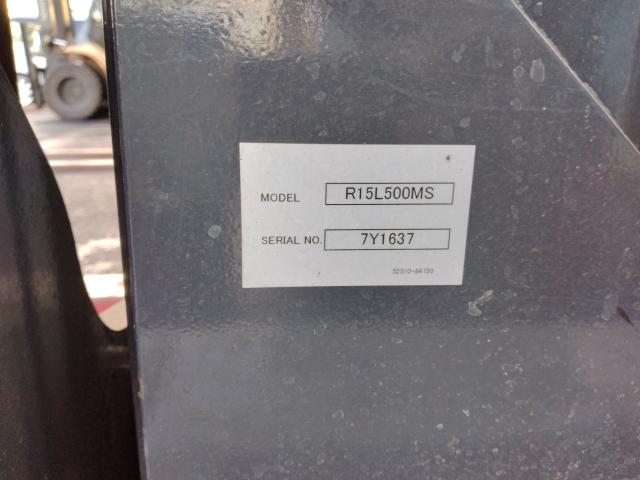 MODEL R15L500MS
SERIAL NO. 7Y1637
52010-84150